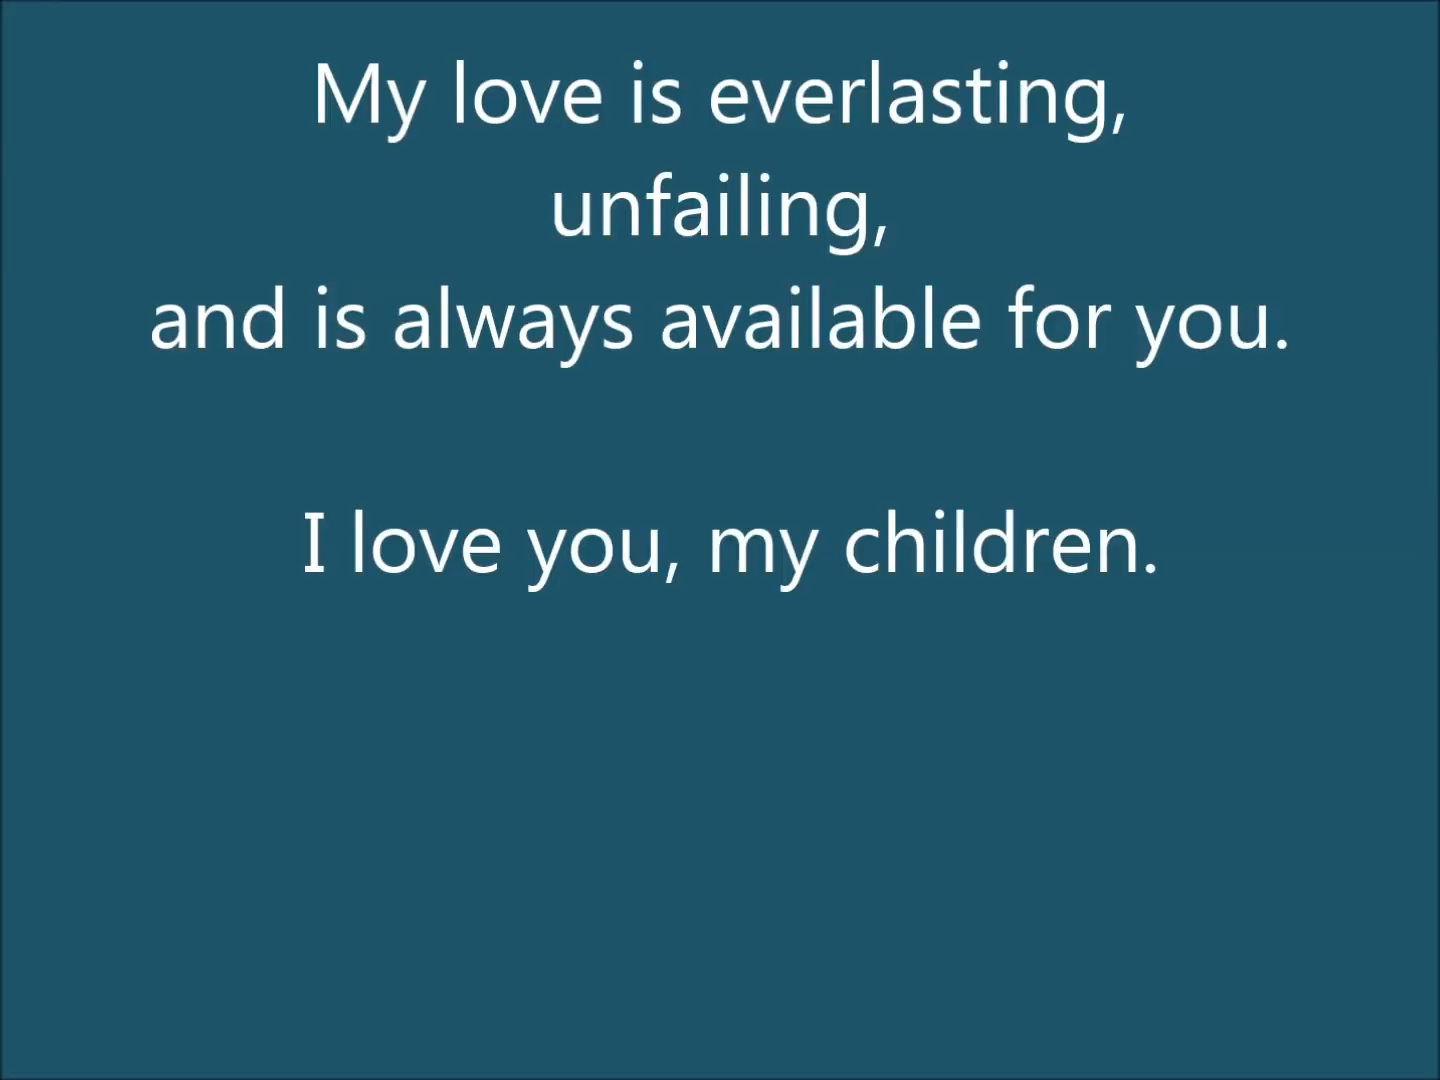 My love is everlasting,
unfailing,
and is always available for you.
I love you, my children.